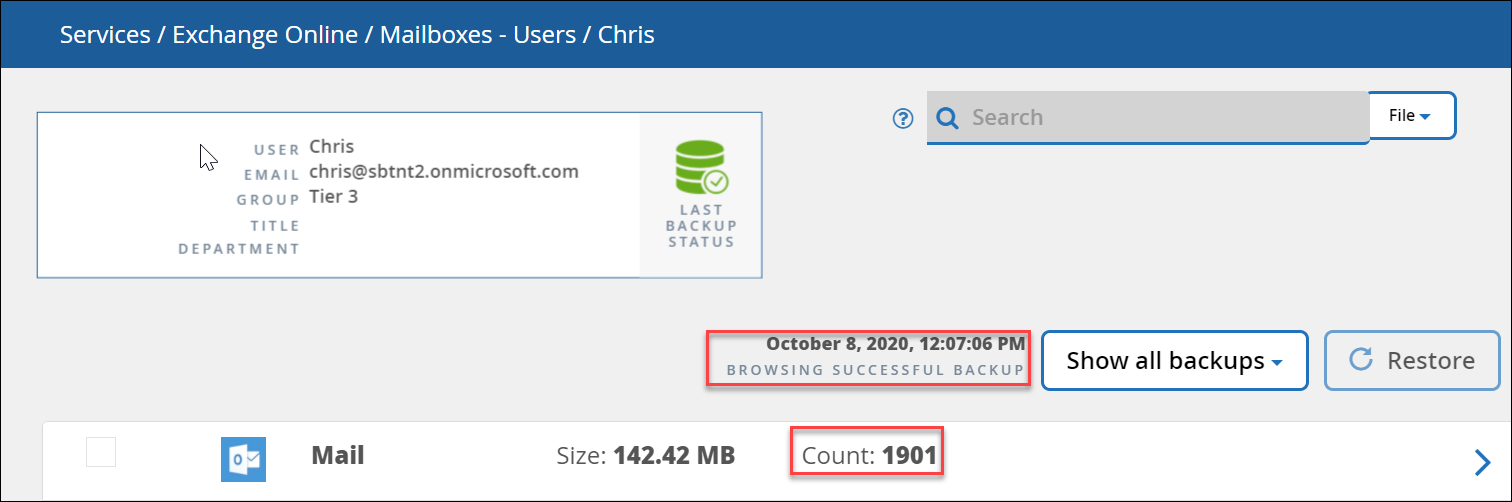 Services / Exchange Online / Mailboxes - Users / Chris
Search
File
USER Chris
EMAIL chris@sbtnt2.onmicrosoft.com
GROUP Tier 3
TITLE
DEPARTMENT
LAST
BACKUP
STATUS
October 8, 2020, 12:07:06 PM
BROWSING SUCCESSFUL BACKUP
Show all backups
Restore
Mail Size: 142.42 MB Count: 1901